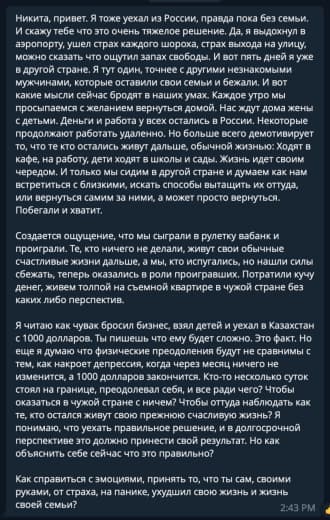 Никита, привет. Я тоже уехал из России, правда пока без семьи.
И скажу тебе что это очень тяжелое решение. Да, я выдохнул в
аэропорту, ушел страх каждого шороха, страх выхода на улицу,
можно сказать что ощутил запах свободы. И вот пять дней я уже
в другой стране. Я тут один, точнее с другими незнакомыми
мужчинами, которые оставили свои семьи и бежали. И вот
какие мысли сейчас бродят в наших умах. Каждое утро мы
просыпаемся с желанием вернуться домой. Нас ждут дома жены
с детьми. Деньги и работа у всех остались в России. Некоторые
продолжают работать удаленно. Но больше всего демотивирует
то, что те кто остались живут дальше, обычной жизнью: Ходят в
кафе, на работу, дети ходят в школы и сады. Жизнь идет своим
чередом. И только мы сидим в другой стране и думаем как нам
встретиться с близкими, искать способы вытащить их оттуда,
или вернуться самим за ними, а может просто вернуться.
Побегали и хватит.
Создается ощущение, что мы сыграли в рулетку вабанк и
проиграли. Те, кто ничего не делали, живут свои обычные
счастливые жизни дальше, а мы, кто испугались, но нашли силы
сбежать, теперь оказались в роли проигравших. Потратили кучу
денег, живем толпой на съемной квартире в чужой стране без
каких либо перспектив.
Я читаю как чувак бросил бизнес, взял детей и уехал в Казахстан
с 1000 долларов. Ты пишешь что ему будет сложно. Это факт. Но
еще я думаю что физические преодоления будут не сравнимы с
тем, как накроет депрессия, когда через месяц ничего не
изменится, а 1000 долларов закончится. Кто-то несколько суток
стоял на границе, преодолевал себя, и все ради чего? Чтобы
оказаться в чужой стране с ничем? Чтобы оттуда наблюдать как
те, кто остался живут свою прежнюю счасливую жизнь? Я
понимаю, что уехать правильное решение, и в долгосрочной
перспективе это должно принести свой результат. Но как
объяснить себе сейчас что это правильно?
Как справиться с эмоциями, принять то, что ты сам, своими
руками, от страха, на панике, ухудшил свою жизнь и жизнь
своей семьи?
2:43 PM